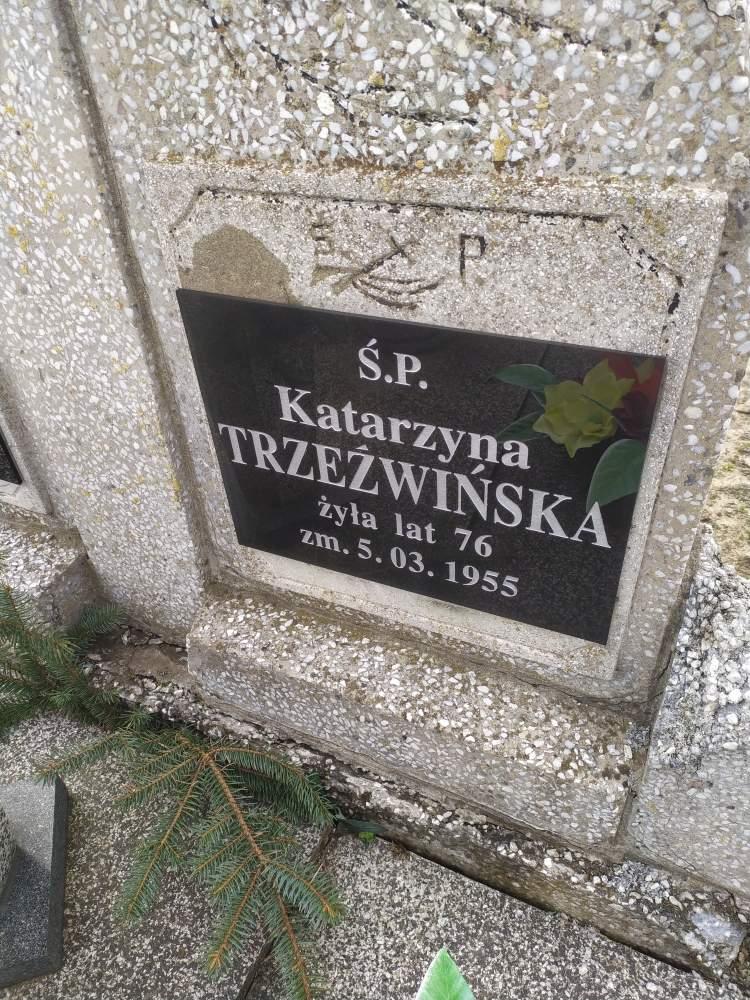 Ś.P.
Katarzyna
TRZEŹWIŃSKA
żyła lat 76
zm. 5. 03. 1955